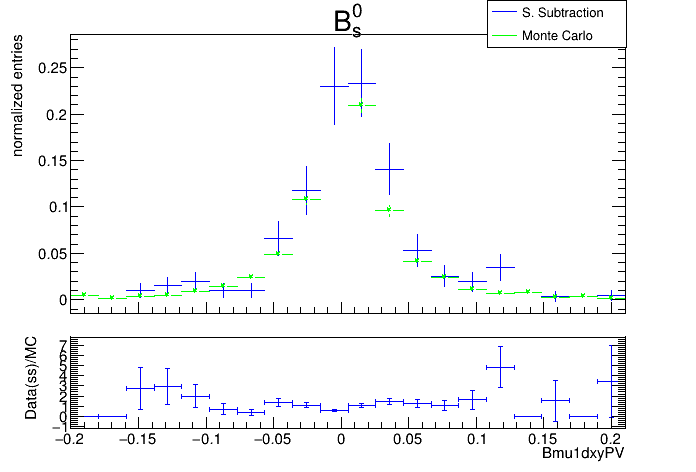 B⁰ₛ
S. Subtraction
Monte Carlo
normalized entries
0.25
0.2
0.15
0.1
0.05
0
Data(ss)/MC
7
6
5
4
3
2
1
0
−1
−0.2 −0.15 −0.1 −0.05 0 0.05 0.1 0.15 0.2
Bmu1dxyPV